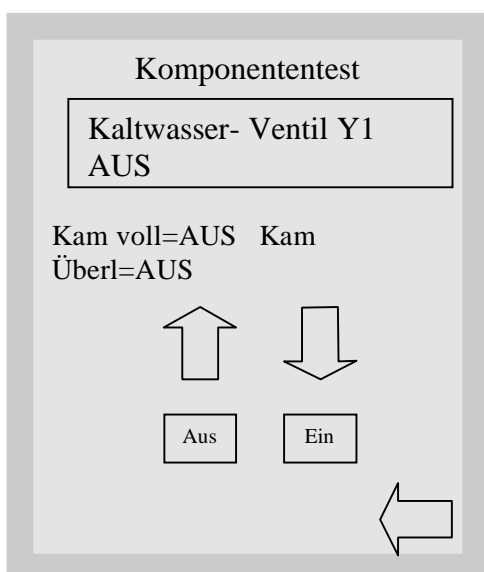 Komponententest
Kaltwasser- Ventil Y1
AUS
Kam voll=AUS Kam
Überl=AUS
Aus Ein